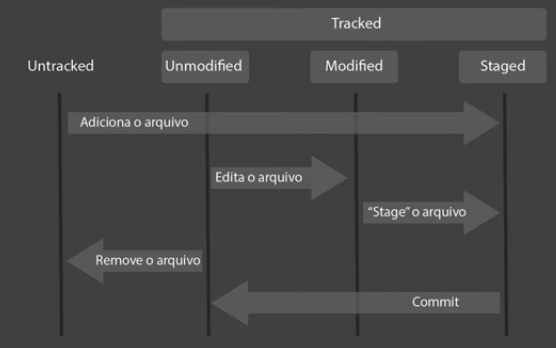 Tracked
Untracked
Unmodified
Modified
Staged
Adiciona o arquivo
Edita o arquivo
“Stage” o arquivo
Remove o arquivo
Commit